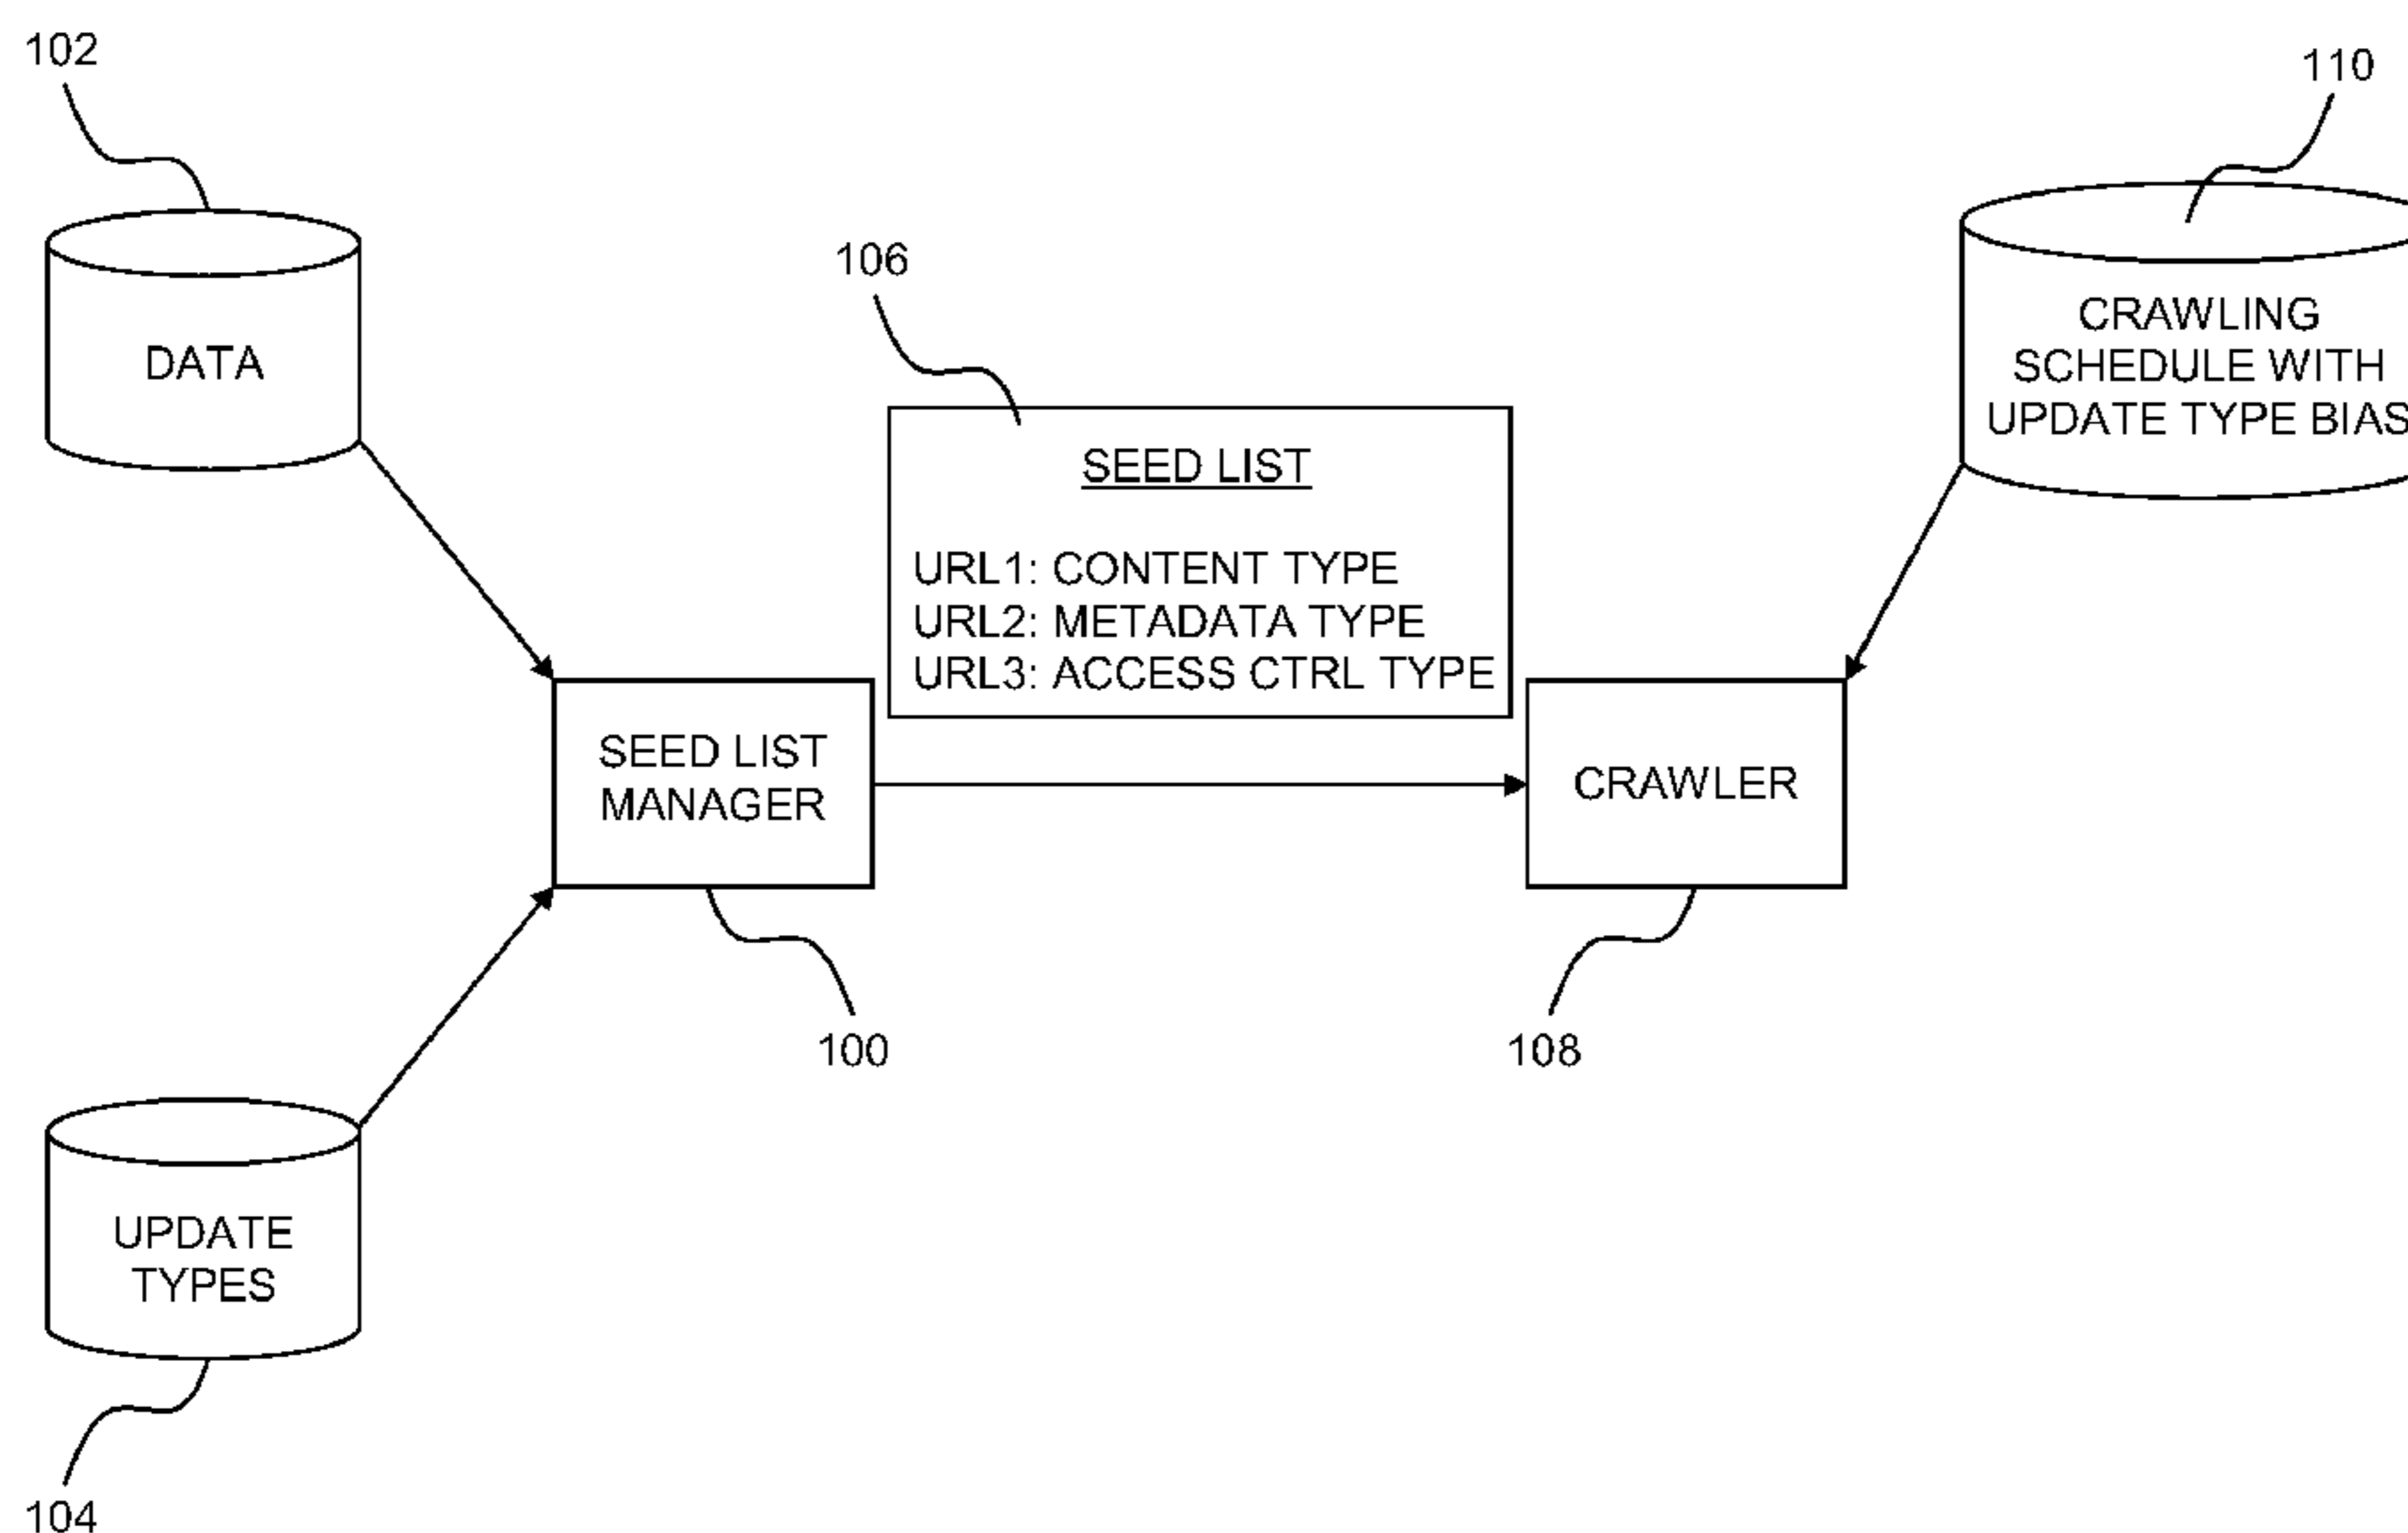 102
110
106
DATA
CRAWLING
SCHEDULE WITH
UPDATE TYPE BIAS
SEED LIST
URL1: CONTENT TYPE
URL2: METADATA TYPE
URL3: ACCESS CTRL TYPE
SEED LIST
MANAGER
CRAWLER
100
108
UPDATE
TYPES
104